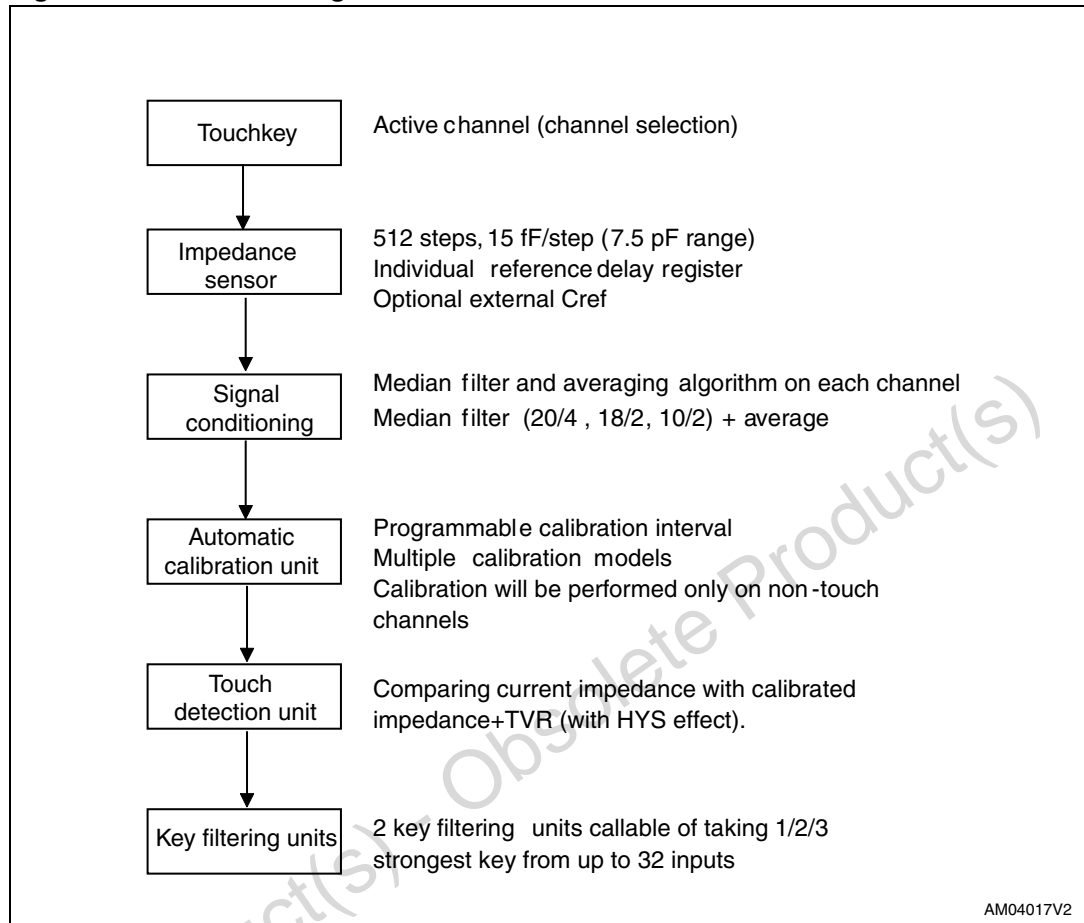 Touchkey
Active channel (channel selection)
Impedance
sensor
512 steps, 15 fF/step (7.5 pF range)
Individual reference delay register
Optional external Cref
Signal
conditioning
Median filter and averaging algorithm on each channel
Median filter (20/4 , 18/2, 10/2) + average
Automatic
calibration unit
Programmable calibration interval
Multiple calibration models
Calibration will be performed only on non-touch
channels
Touch
detection unit
Comparing current impedance with calibrated
impedance+TVR (with HYS effect).
Key filtering units
2 key filtering units callable of taking 1/2/3
strongest key from up to 32 inputs
AM04017V2
ct(s) - Obsolete Product(s)